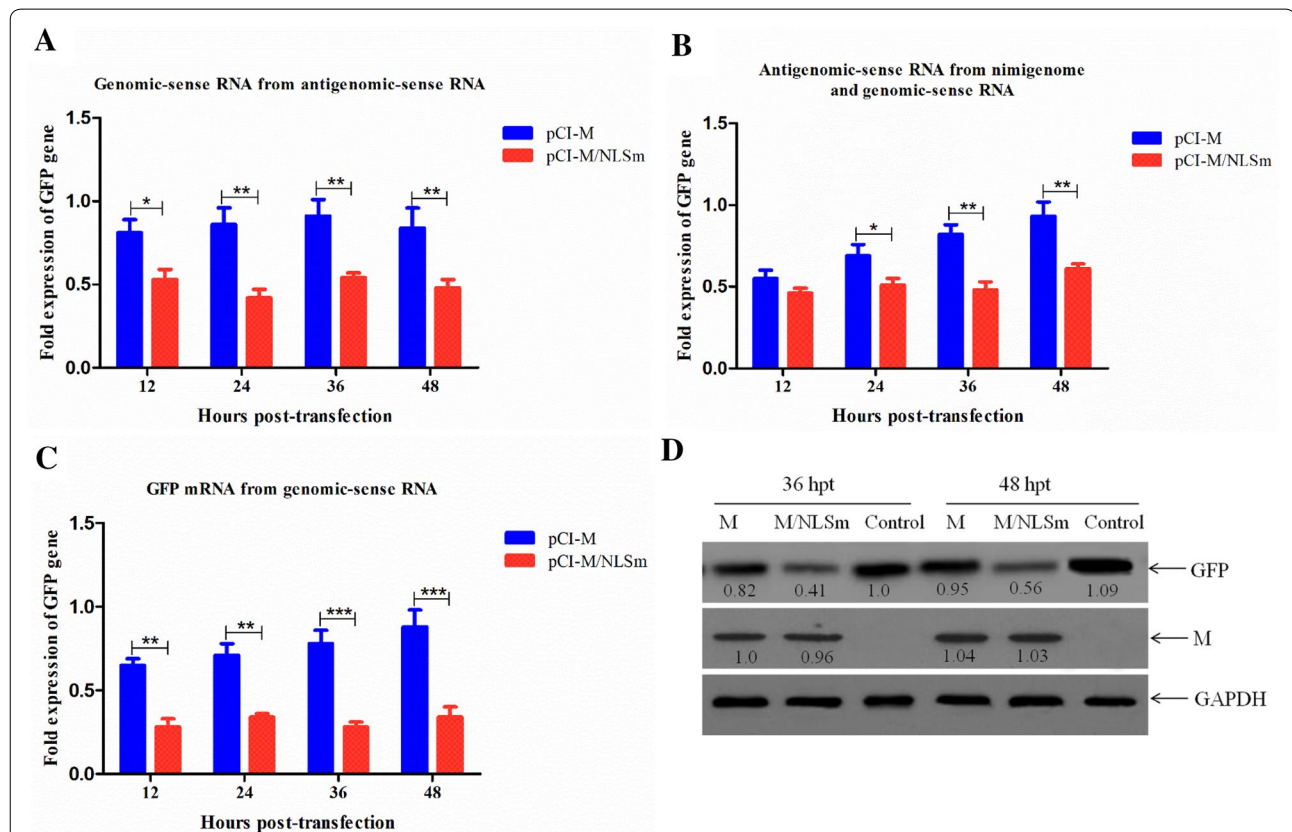 A
Genomic-sense RNA from antigenomic-sense RNA
Fold expression of GFP gene
1.5
1.0
0.5
0.0
pCI-M
pCI-M/NLSm
*
**
**
**
12
24
36
48
Hours post-transfection
B
Antigenomic-sense RNA from nimigenome
and genomic-sense RNA
Fold expression of GFP gene
1.5
1.0
0.5
0.0
pCI-M
pCI-M/NLSm
*
**
**
12
24
36
48
Hours post-transfection
C
GFP mRNA from genomic-sense RNA
Fold expression of GFP gene
1.5
1.0
0.5
0.0
pCI-M
pCI-M/NLSm
**
**
***
***
12
24
36
48
Hours post-transfection
D
36 hpt 48 hpt
M M/NLSm Control M M/NLSm Control
GFP
0.82 0.41 1.0 0.95 0.56 1.09
M
1.0 0.96 1.04 1.03
GAPDH